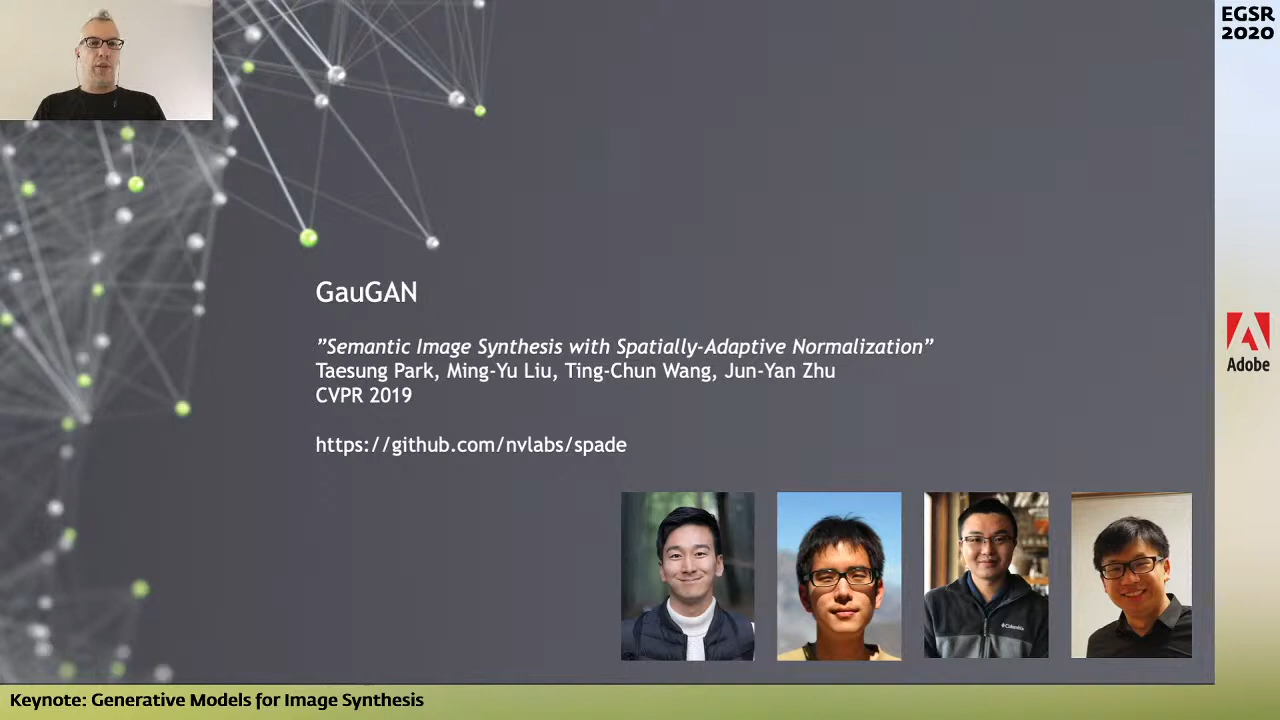 EGSR
2020
GauGAN
”Semantic Image Synthesis with Spatially-Adaptive Normalization”
Taesung Park, Ming-Yu Liu, Ting-Chun Wang, Jun-Yan Zhu
CVPR 2019
https://github.com/nvlabs/spade
Adobe
Columbia
Keynote: Generative Models for Image Synthesis